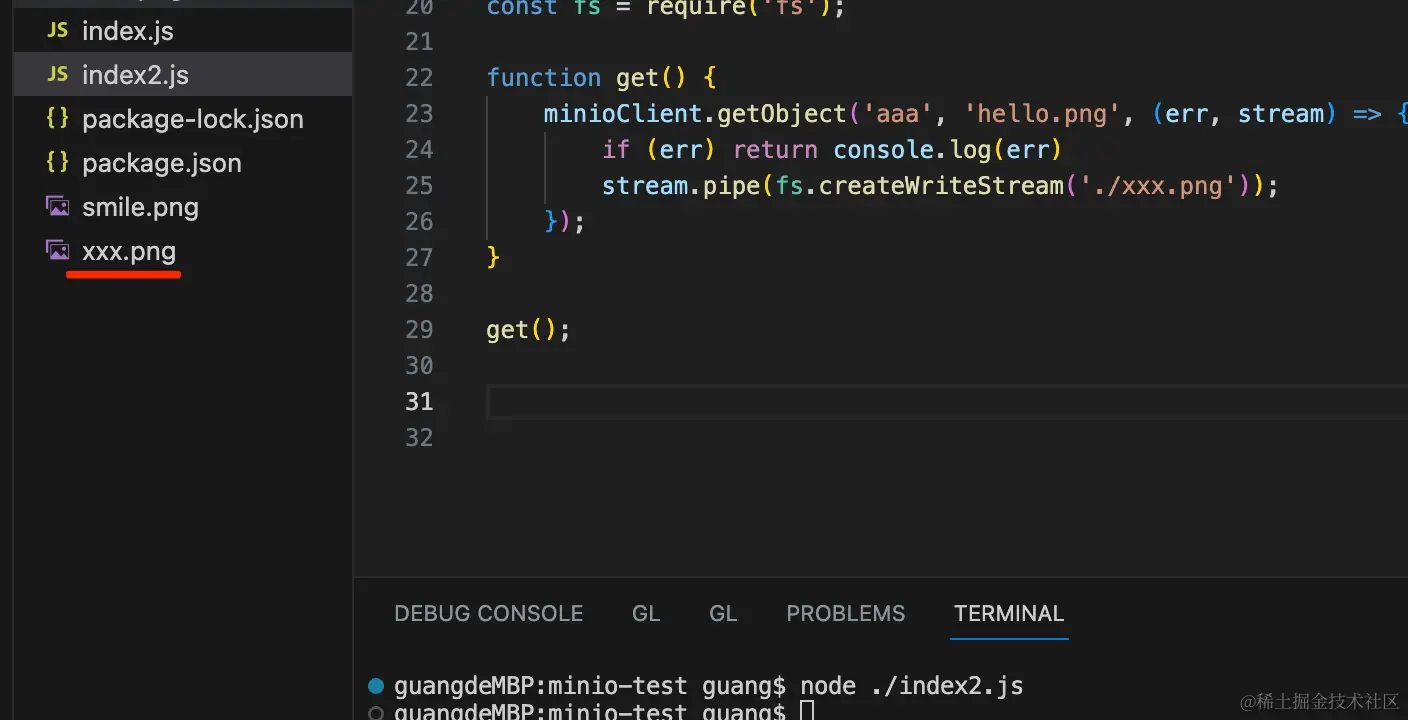 JS index.js
JS index2.js
{} package-lock.json
{} package.json
smile.png
xxx.png
20 const fs = require('fs');
21
22 function get() {
23 minioClient.getObject('aaa', 'hello.png', (err, stream) => {
24 if (err) return console.log(err)
25 stream.pipe(fs.createWriteStream('./xxx.png'));
26 });
27 }
28
29 get();
30
31
32
DEBUG CONSOLE GL GL PROBLEMS TERMINAL
guangdeMBP:minio-test guang$ node ./index2.js
guangdeMBP:minio-test guang$
@稀土掘金技术社区